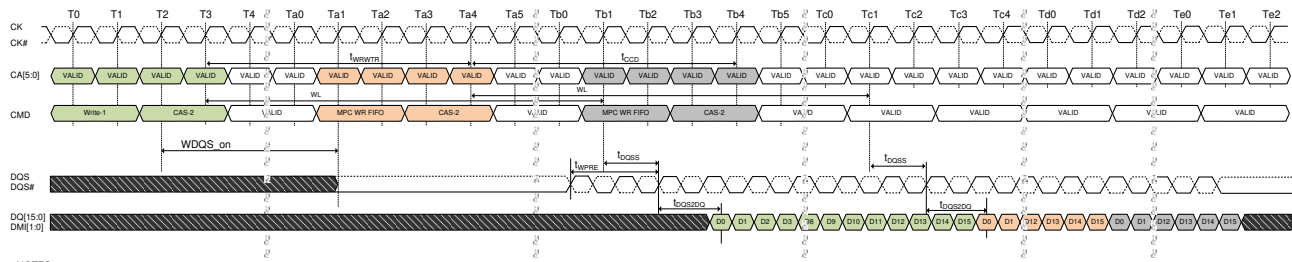 T0 T1 T2 T3 T4 Ta0 Ta1 Ta2 Ta3 Ta4 Ta5 Tb0 Tb1 Tb2 Tb3 Tb4 Tb5 Tc0 Tc1 Tc2 Tc3 Tc4 Td0 Td1 Td2 Te0 Te1 Te2
CK
CK#
tWRWTR tCCD
CA[5:0] VALID VALID VALID VALID VALID VALID VALID VALID VALID VALID VALID VALID VALID VALID VALID VALID VALID VALID VALID VALID VALID VALID VALID VALID VALID VALID VALID VALID
WL WL
CMD Write-1 CAS-2 VALID MPC WR FIFO CAS-2 VALID MPC WR FIFO CAS-2 VALID VALID VALID VALID VALID
WDQS_on
tDQSS tDQSS
tWPRE
DQS
DQS#
tDQS2DQ tDQS2DQ
DQ[15:0]
DMI[1:0]
D0 D1 D2 D3 D8 D9 D10 D11 D12 D13 D14 D15 D0 D1 D12 D13 D14 D15 D0 D1 D12 D13 D14 D15